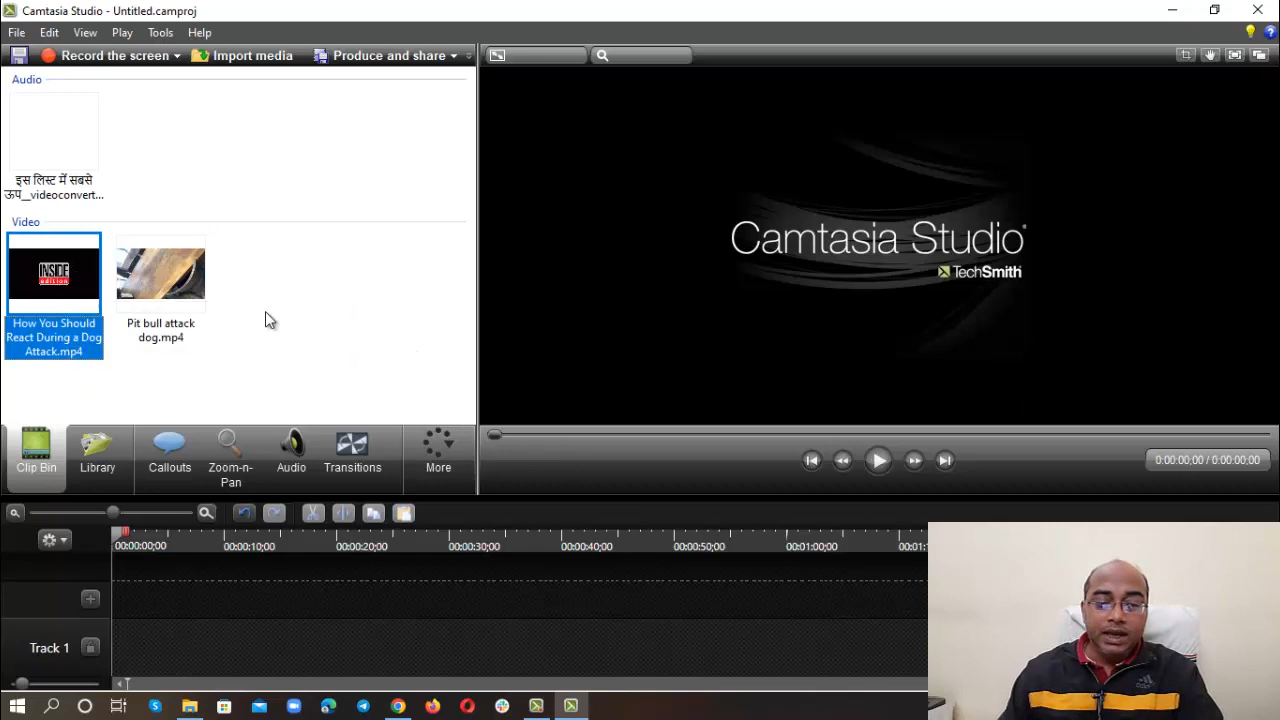 Camtasia Studio - Untitled.camproj
File Edit View Play Tools Help
Record the screen Import media Produce and share
Audio
इस लिस्ट में सबसे
ऊप__videoconvert...
Video
INSIDE
edition
How You Should
React During a Dog
Attack.mp4
Pit bull attack
dog.mp4
Camtasia Studio
TechSmith
Clip Bin
Library
Callouts
Zoom-n-
Pan
Audio
Transitions
More
0:00:00;00 / 0:00:00;00
00:00:00;00 00:00:10;00 00:00:20;00 00:00:30;00 00:00:40;00 00:00:50;00 00:01:00;00 00:01:1
Track 1